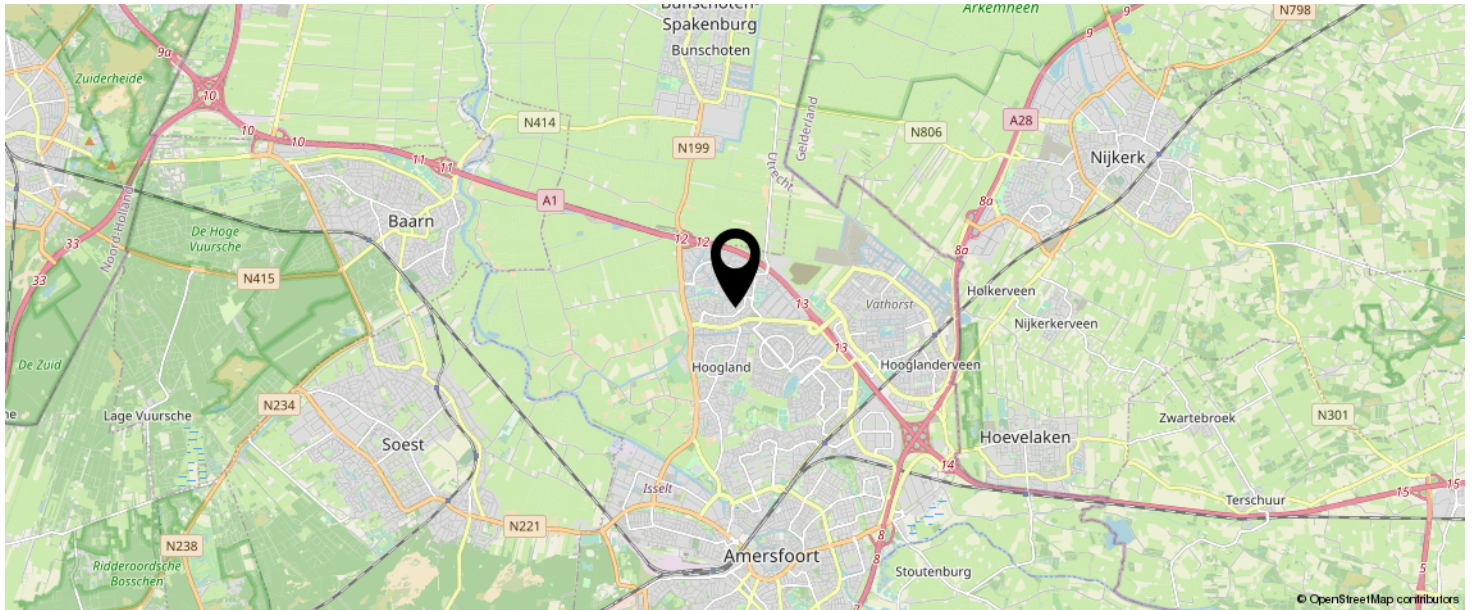 Bunschoten-
Spakenburg
Arkemneen
N798
9
9a
Bunschoten
Zuiderheide
10
N414
A28
N806
Gelderland
10
10
N199
11
11
Nijkerk
Utrecht
A1
8a
Noord-Holland
Baarn
De Hoge
Vuursche
33
12
12
8a
33
N415
Holkerveen
13
Vathorst
Nijkerkerveen
13
De Zuid
Hoogland
Hooglanderveen
N234
Lage Vuursche
Zwartebroek
N301
Soest
Hoevelaken
14
Isselt
15
15
Terschuur
N221
8
N238
Amersfoort
8
Ridderoordsche
Bosschen
Stoutenburg
5
7
© OpenStreetMap contributors